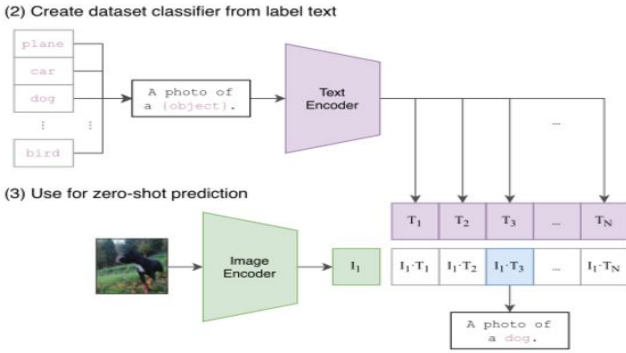 (2) Create dataset classifier from label text
plane
car
dog
⋮
⋮
bird
A photo of
a {object}.
Text
Encoder
...
(3) Use for zero-shot prediction
T₁
T₂
T₃
...
T_N
Image
Encoder
I₁
I₁·T₁
I₁·T₂
I₁·T₃
...
I₁·T_N
A photo of
a dog.